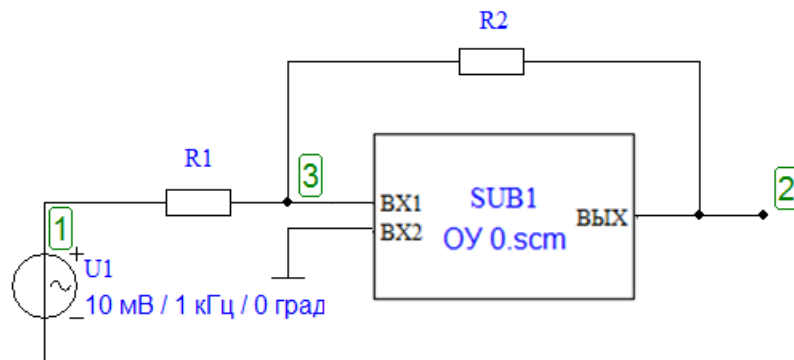 R2
R1
3
2
ВХ1
SUB1
ВХ2
ВЫХ
ОУ 0.scm
1
+
U1
10 мВ / 1 кГц / 0 град